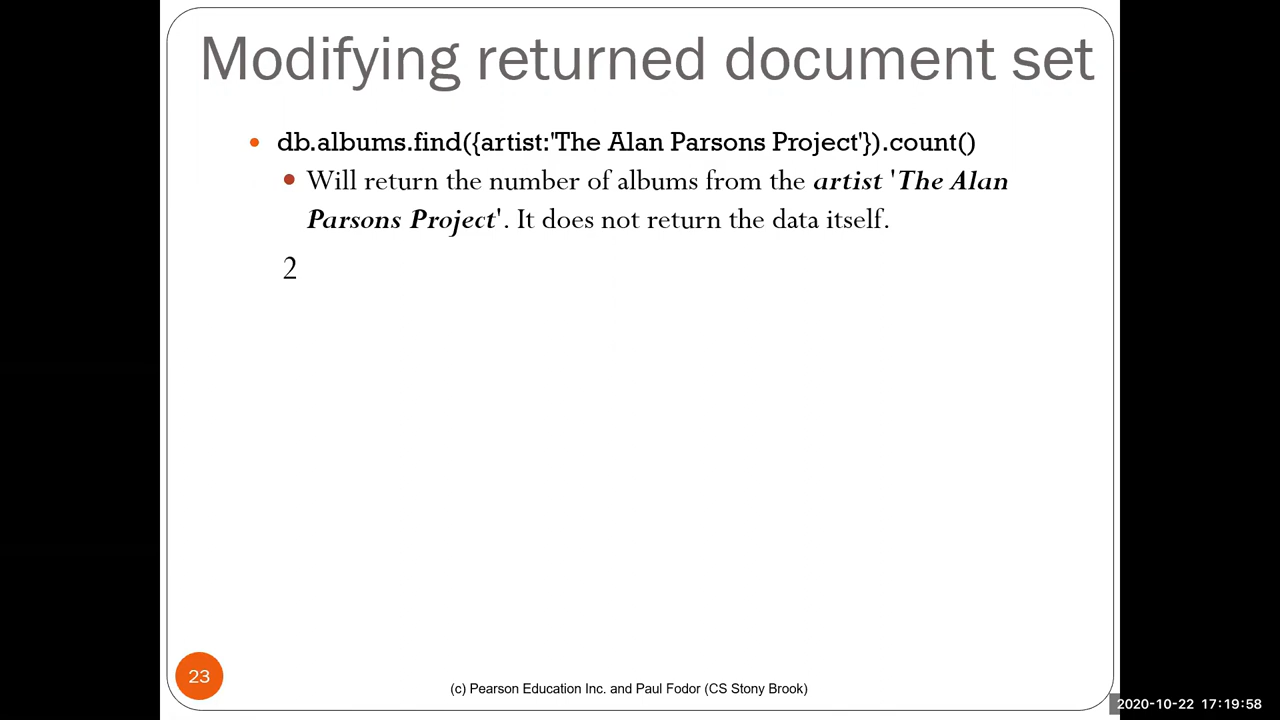 Modifying returned document set
db.albums.find({artist:'The Alan Parsons Project'}).count()
Will return the number of albums from the artist 'The Alan
Parsons Project'. It does not return the data itself.
2
23
(c) Pearson Education Inc. and Paul Fodor (CS Stony Brook)
2020-10-22 17:19:58